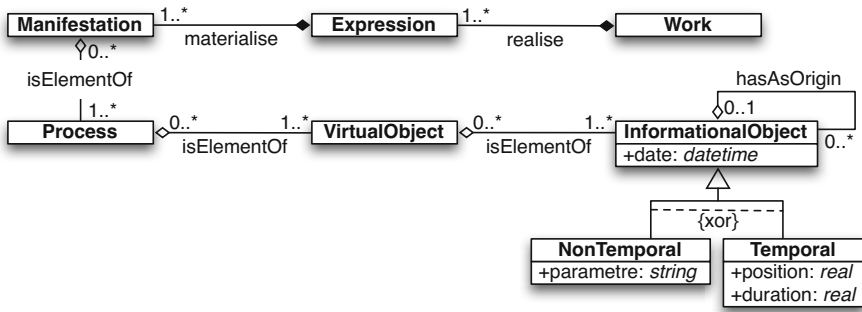 Manifestation 1..* materialise Expression 1..* realise Work
0..*
isElementOf
hasAsOrigin
1..*
0..1
Process 0..* isElementOf 1..* VirtualObject 0..* isElementOf 1..* InformationalObject 0..*
+date: datetime
{xor}
NonTemporal
+parametre: string
Temporal
+position: real
+duration: real